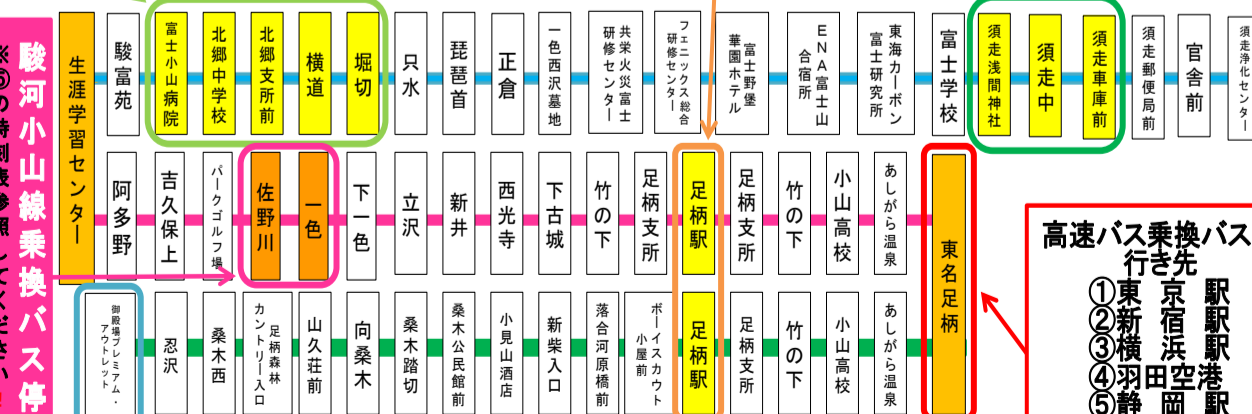 駿河小山線乗換バス停
※⑤の時刻表参照してください！
生涯学習センター
駿富苑
富士小山病院
北郷中学校
北郷支所前
横道
堀切
只水
琵琶首
正倉
一色西沢墓地
共栄火災富士
研修センター
フェニックス総合
研修センター
富士野堡
華園ホテル
ENA富士山
合宿所
東海カーボン
富士研究所
富士学校
須走浅間神社
須走中
須走車庫前
須走郵便局前
官舎前
須走浄化センター
阿多野
吉久保上
パークゴルフ場
佐野川
一色
下一色
立沢
新井
西光寺
下古城
竹の下
足柄支所
足柄駅
足柄支所
竹の下
小山高校
あしがら温泉
東名足柄
御殿場プレミアム・
アウトレット
忍沢
桑木西
足柄森林
カントリー入口
山久荘前
向桑木
桑木踏切
桑木公民館前
小見山酒店
新柴入口
落合河原橋前
ボーイスカウト
小屋前
足柄駅
足柄支所
竹の下
小山高校
あしがら温泉
高速バス乗換バス
行き先
①東京駅
②新宿駅
③横浜駅
④羽田空港
⑤静岡駅